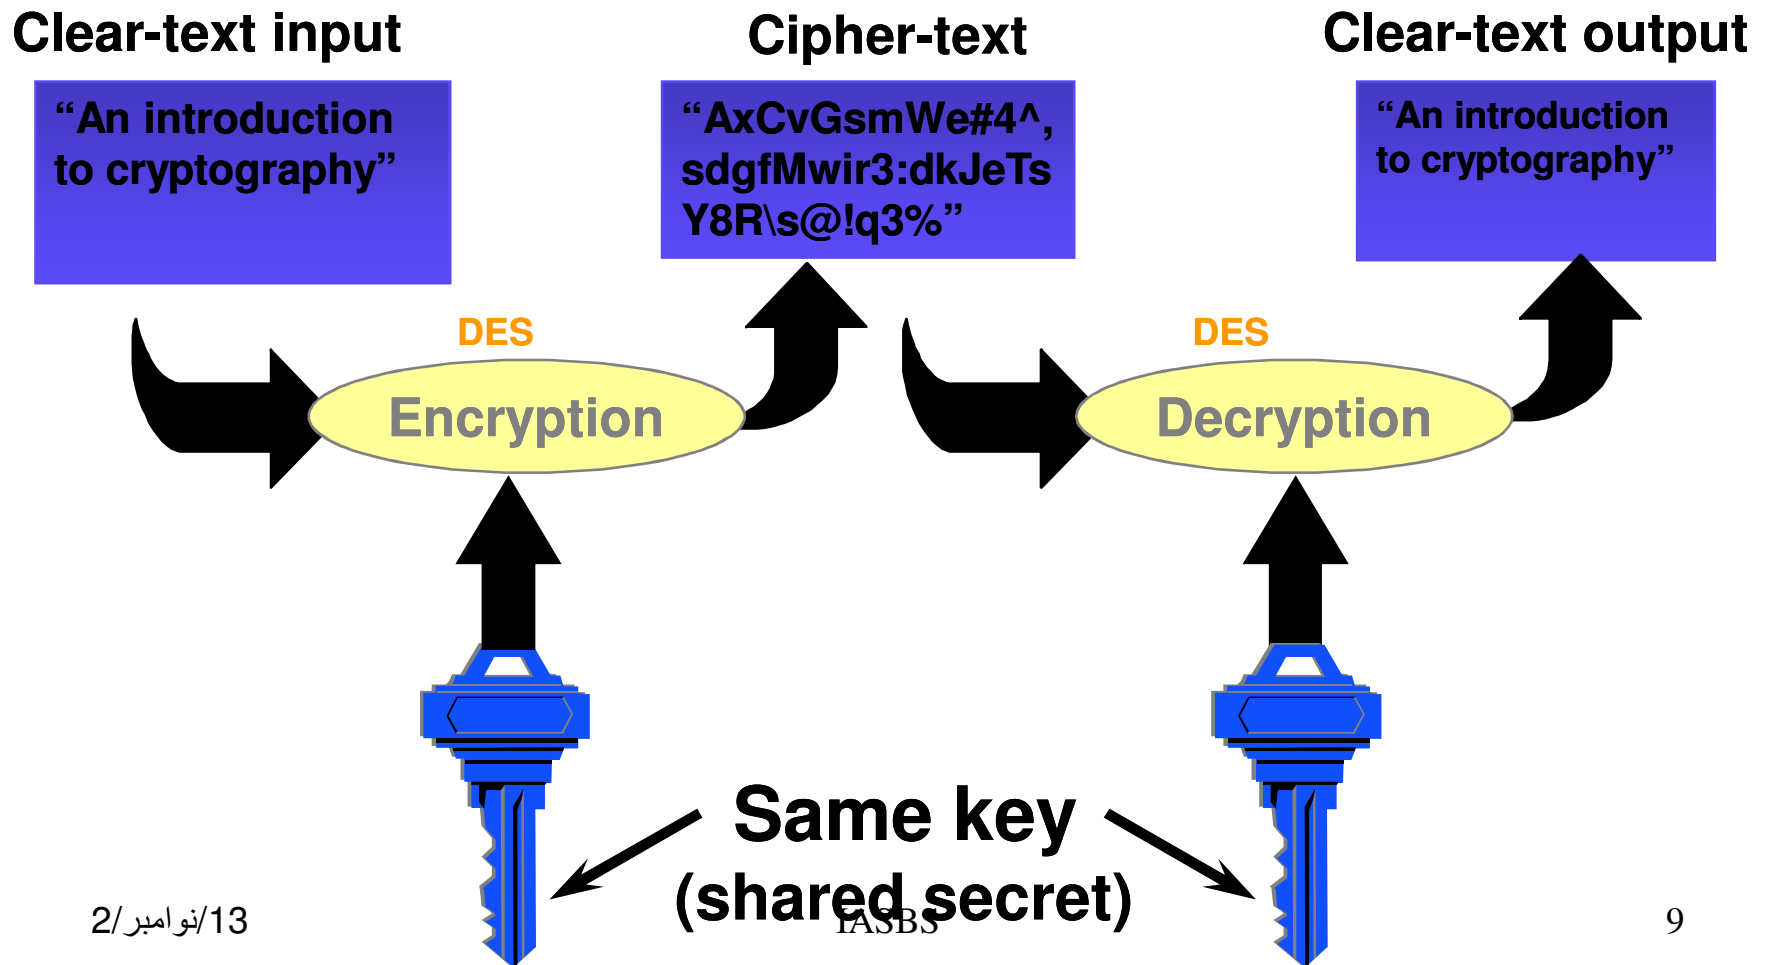 Clear-text input
Cipher-text
Clear-text output
“An introduction
to cryptography”
“AxCvGsmWe#4^,
sdgfMwir3:dkJeTs
Y8R\s@!q3%”
“An introduction
to cryptography”
DES
DES
Encryption
Decryption
Same key
(shared secret)
2/نوامبر/13
IASBS
9